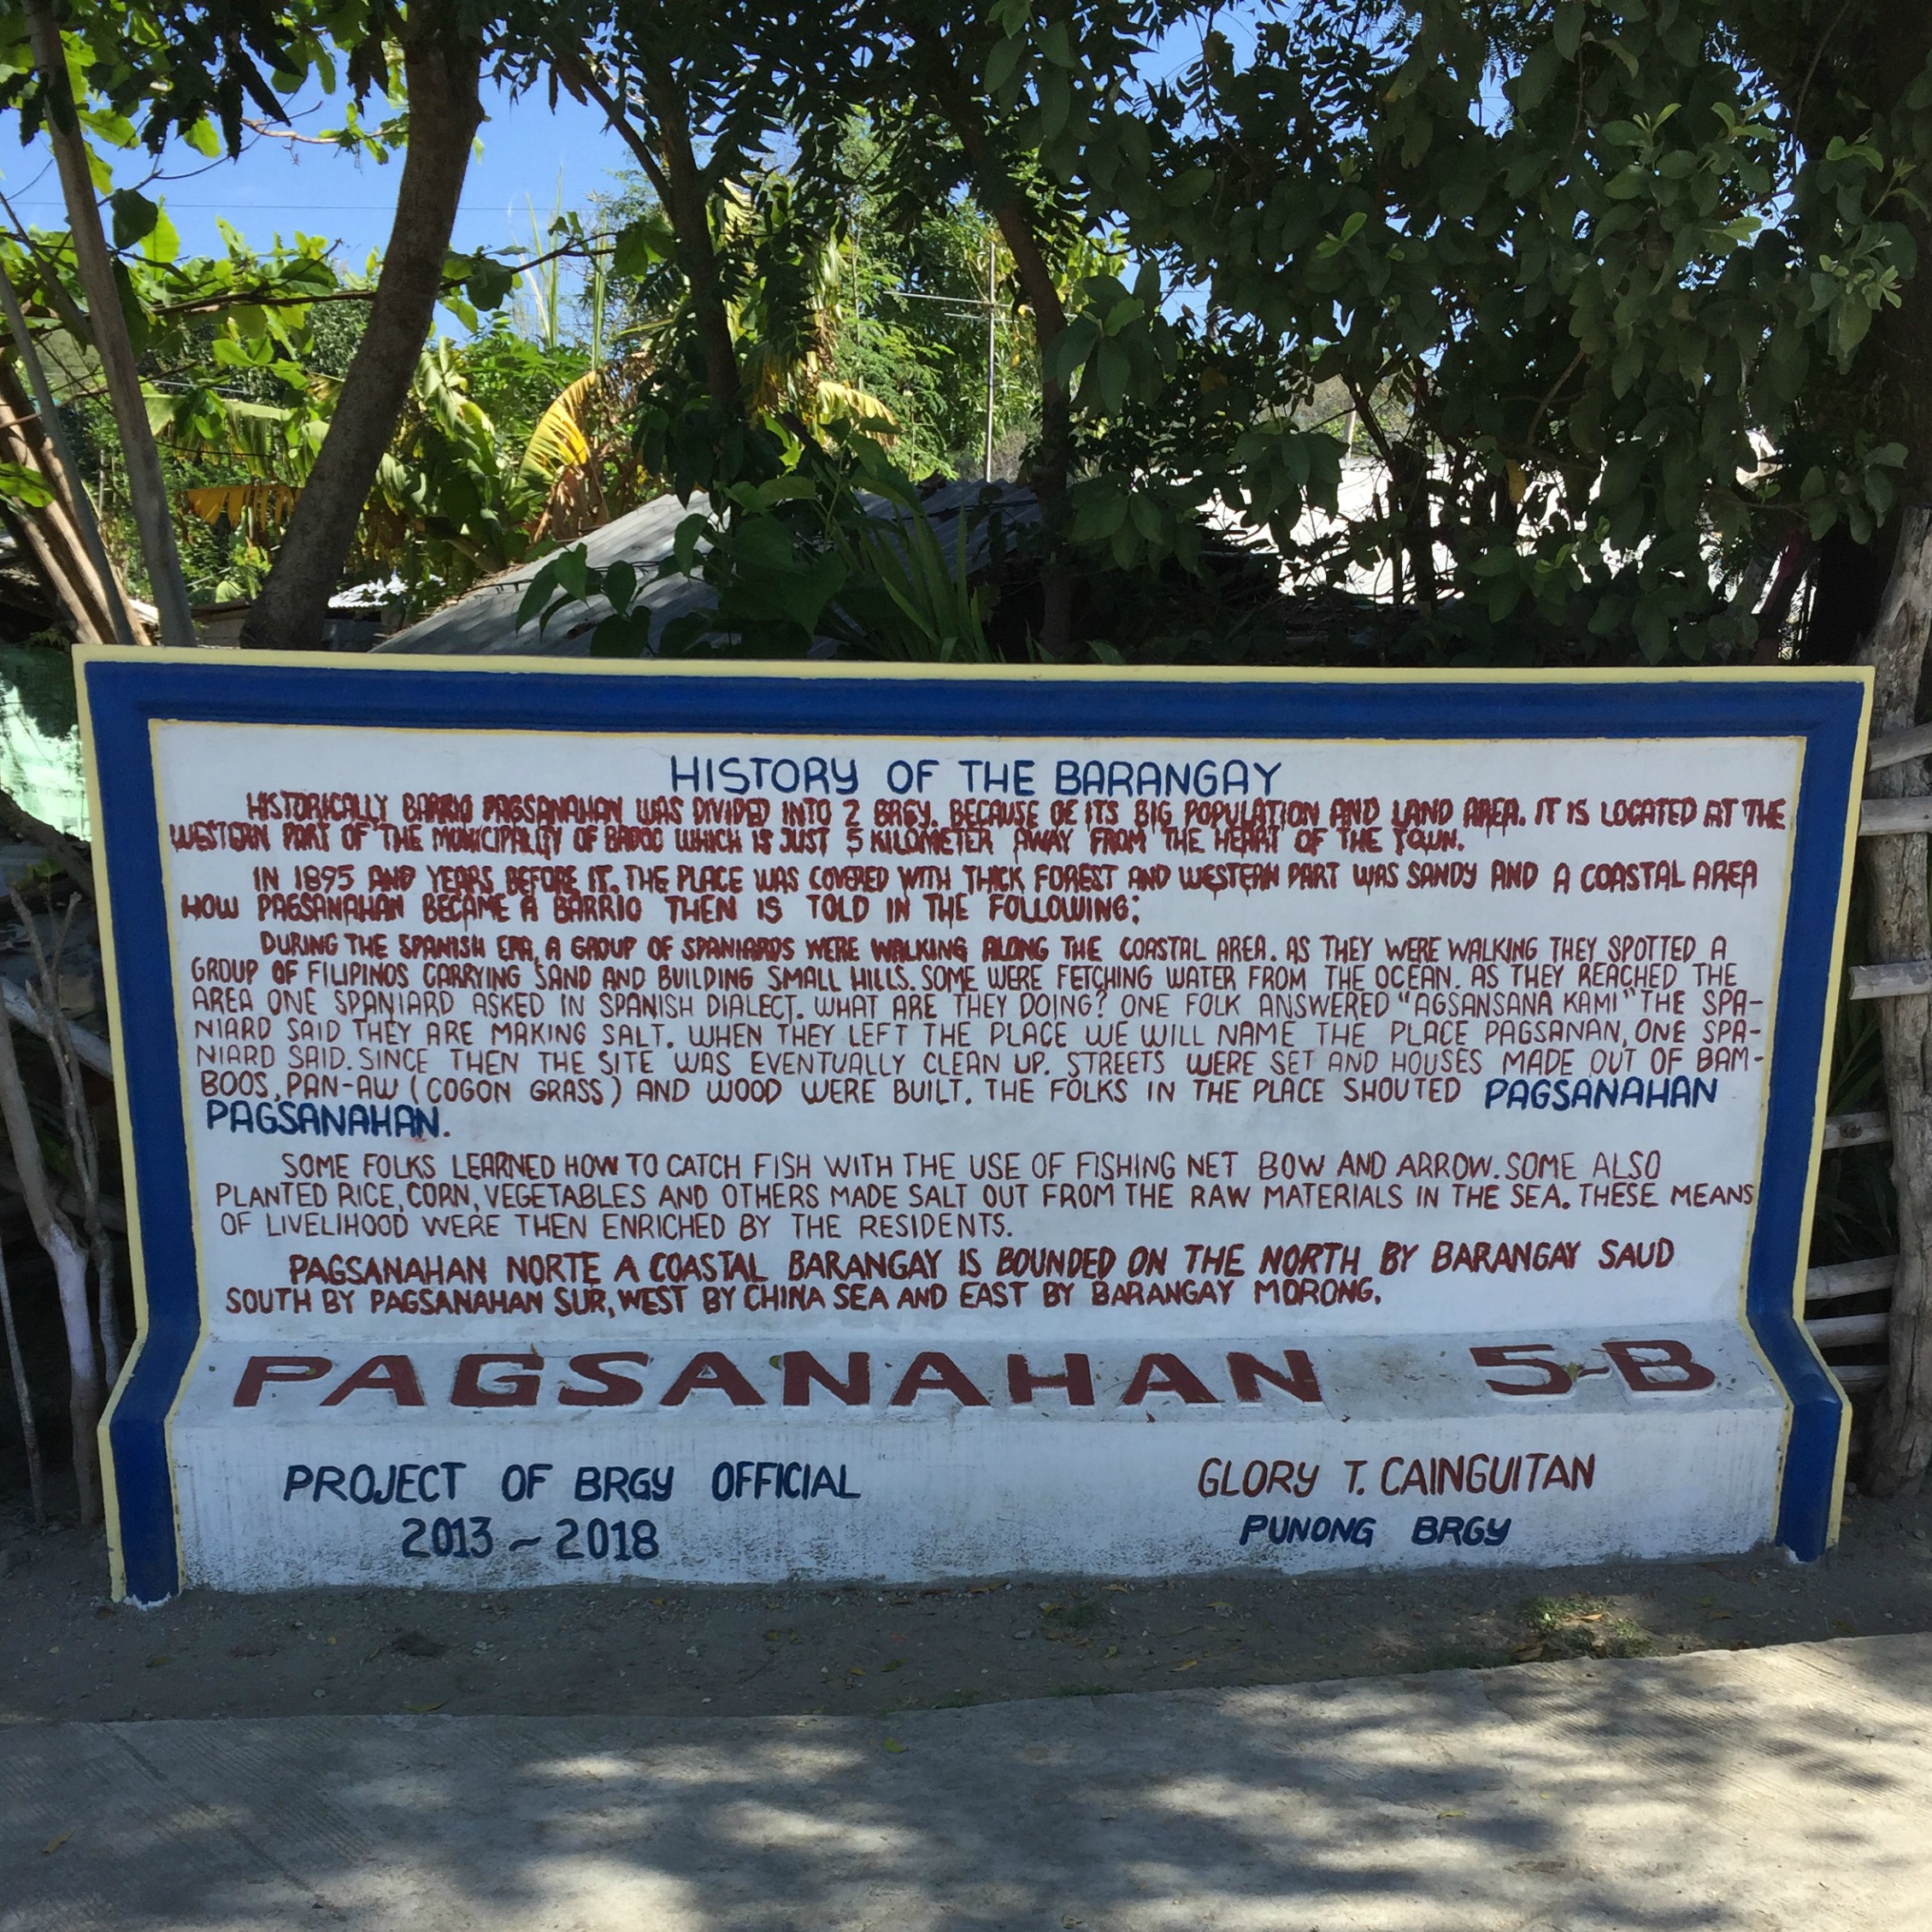 HISTORY OF THE BARANGAY
HISTORICALLY BARRIO PAGSANAHAN WAS DIVIDED INTO 2 BRGY. BECAUSE OF ITS BIG POPULATION AND LAND AREA. IT IS LOCATED AT THE
WESTERN PART OF THE MUNICIPALITY OF BADOC WHICH IS JUST 5 KILOMETER AWAY FROM THE HEART OF THE TOWN.
IN 1895 AND YEARS BEFORE IT. THE PLACE WAS COVERED WITH THICK FOREST AND WESTERN PART WAS SANDY AND A COASTAL AREA
HOW PAGSANAHAN BECAME A BARRIO THEN IS TOLD IN THE FOLLOWING:
DURING THE SPANISH ERA, A GROUP OF SPANIARDS WERE WALKING ALONG THE COASTAL AREA. AS THEY WERE WALKING THEY SPOTTED A
GROUP OF FILIPINOS CARRYING SAND AND BUILDING SMALL HILLS. SOME WERE FETCHING WATER FROM THE OCEAN. AS THEY REACHED THE
AREA ONE SPANIARD ASKED IN SPANISH DIALECT. WHAT ARE THEY DOING? ONE FOLK ANSWERED "AGSANSANA KAMI" THE SPA-
NIARD SAID THEY ARE MAKING SALT. WHEN THEY LEFT THE PLACE WE WILL NAME THE PLACE PAGSANAN, ONE SPA-
NIARD SAID. SINCE THEN THE SITE WAS EVENTUALLY CLEAN UP. STREETS WERE SET AND HOUSES MADE OUT OF BAM-
BOOS, PAN-AW (COGON GRASS) AND WOOD WERE BUILT. THE FOLKS IN THE PLACE SHOUTED PAGSANAHAN
PAGSANAHAN.
SOME FOLKS LEARNED HOW TO CATCH FISH WITH THE USE OF FISHING NET BOW AND ARROW. SOME ALSO
PLANTED RICE, CORN, VEGETABLES AND OTHERS MADE SALT OUT FROM THE RAW MATERIALS IN THE SEA. THESE MEANS
OF LIVELIHOOD WERE THEN ENRICHED BY THE RESIDENTS.
PAGSANAHAN NORTE A COASTAL BARANGAY IS BOUNDED ON THE NORTH BY BARANGAY SAUD
SOUTH BY PAGSANAHAN SUR, WEST BY CHINA SEA AND EAST BY BARANGAY MORONG.
PAGSANAHAN 5-B
PROJECT OF BRGY OFFICIAL
2013 ~ 2018
GLORY T. CAINGUITAN
PUNONG BRGY